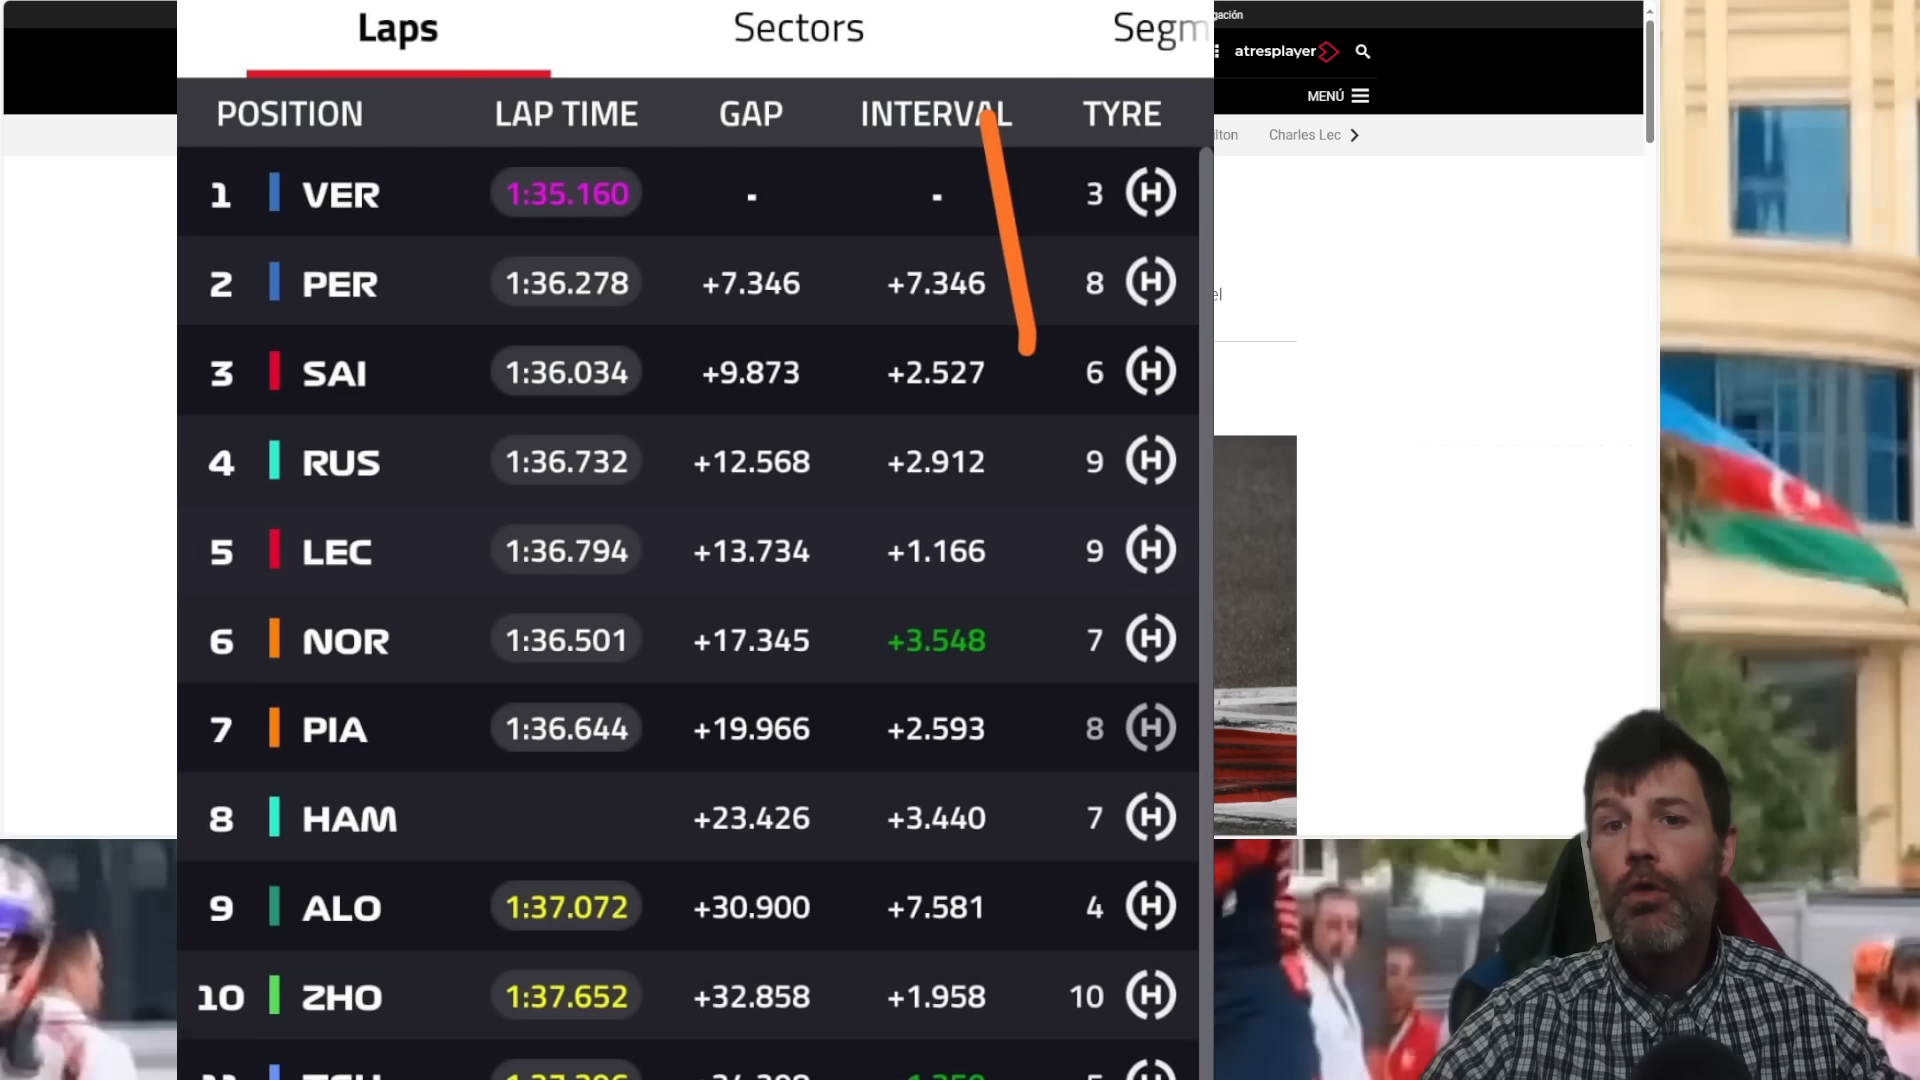 Laps Sectors Segm
POSITION LAP TIME GAP INTERVAL TYRE
1 VER 1:35.160 - - 3 H
2 PER 1:36.278 +7.346 +7.346 8 H
3 SAI 1:36.034 +9.873 +2.527 6 H
4 RUS 1:36.732 +12.568 +2.912 9 H
5 LEC 1:36.794 +13.734 +1.166 9 H
6 NOR 1:36.501 +17.345 +3.548 7 H
7 PIA 1:36.644 +19.966 +2.593 8 H
8 HAM +23.426 +3.440 7 H
9 ALO 1:37.072 +30.900 +7.581 4 H
10 ZHO 1:37.652 +32.858 +1.958 10 H
gación
atresplayer
MENÚ
ilton Charles Lec
el